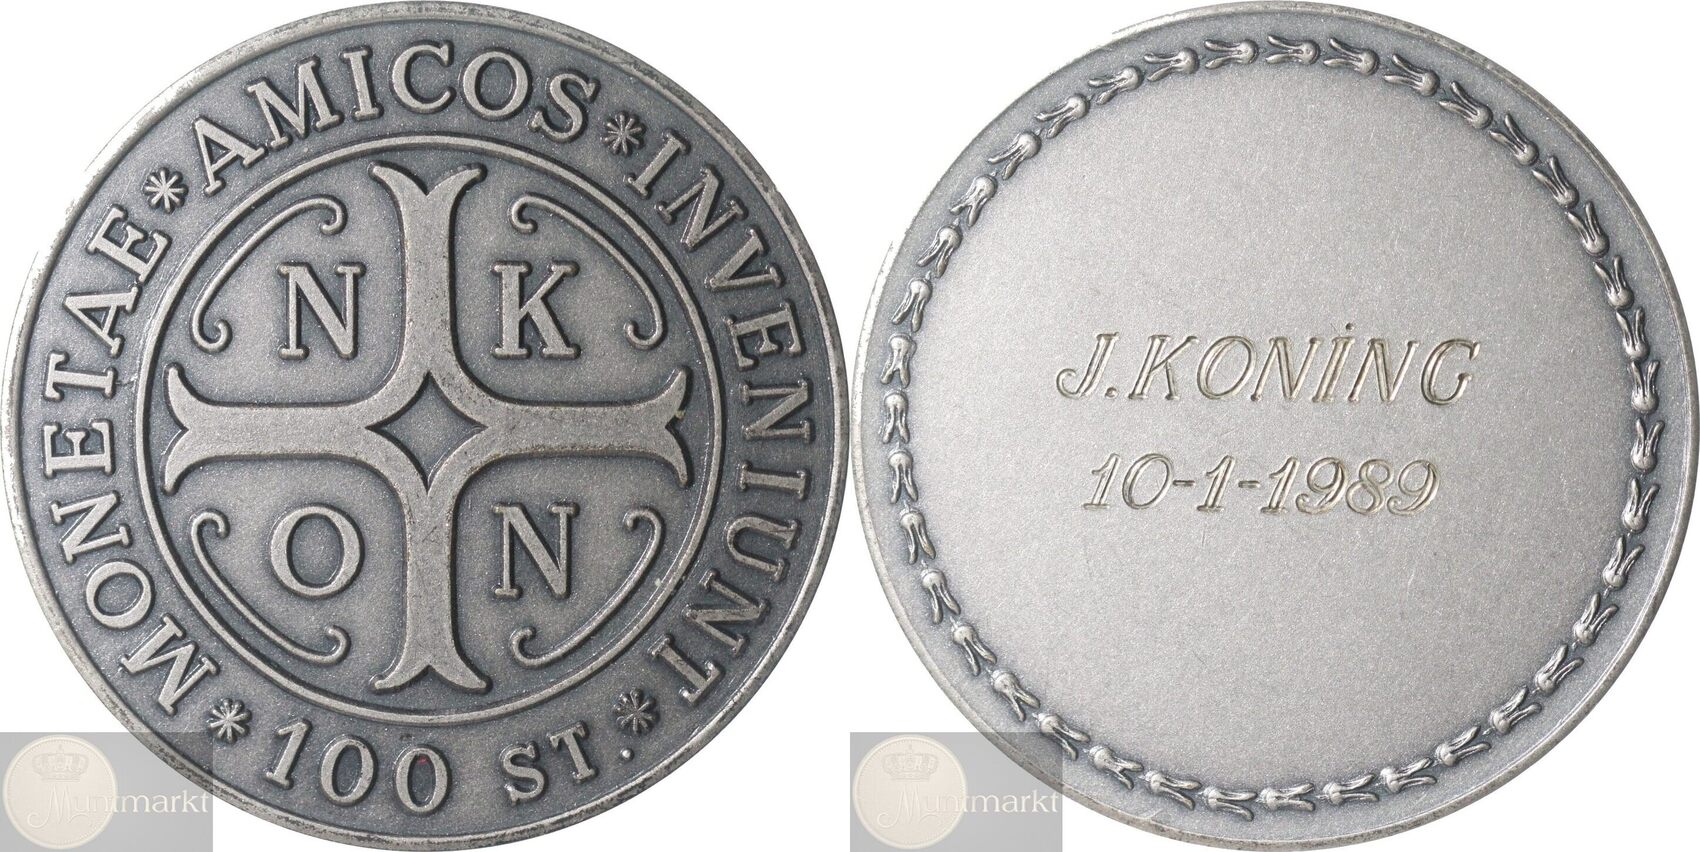 MONETAE * AMICOS * INVENIUNT * 100 ST. *
N K
O N
J. KONİNG
10-1-1989
Muntmarkt
Muntmarkt